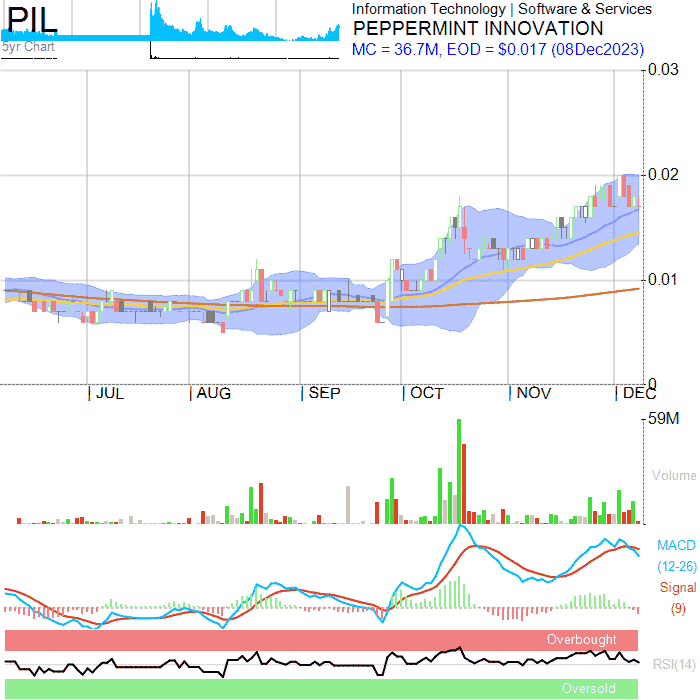 PIL
5yr Chart
Information Technology | Software & Services
PEPPERMINT INNOVATION
MC = 36.7M, EOD = $0.017 (08Dec2023)
0.03
0.02
0.01
0
| JUL | AUG | SEP | OCT | NOV | DEC
59M
Volume
MACD
(12-26)
Signal
(9)
Overbought
RSI(14)
Oversold